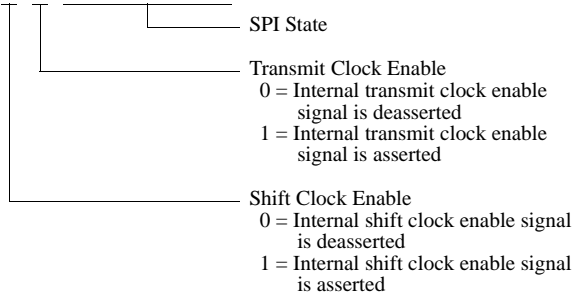 SPI State
Transmit Clock Enable
0 = Internal transmit clock enable
signal is deasserted
1 = Internal transmit clock enable
signal is asserted
Shift Clock Enable
0 = Internal shift clock enable signal
is deasserted
1 = Internal shift clock enable signal
is asserted